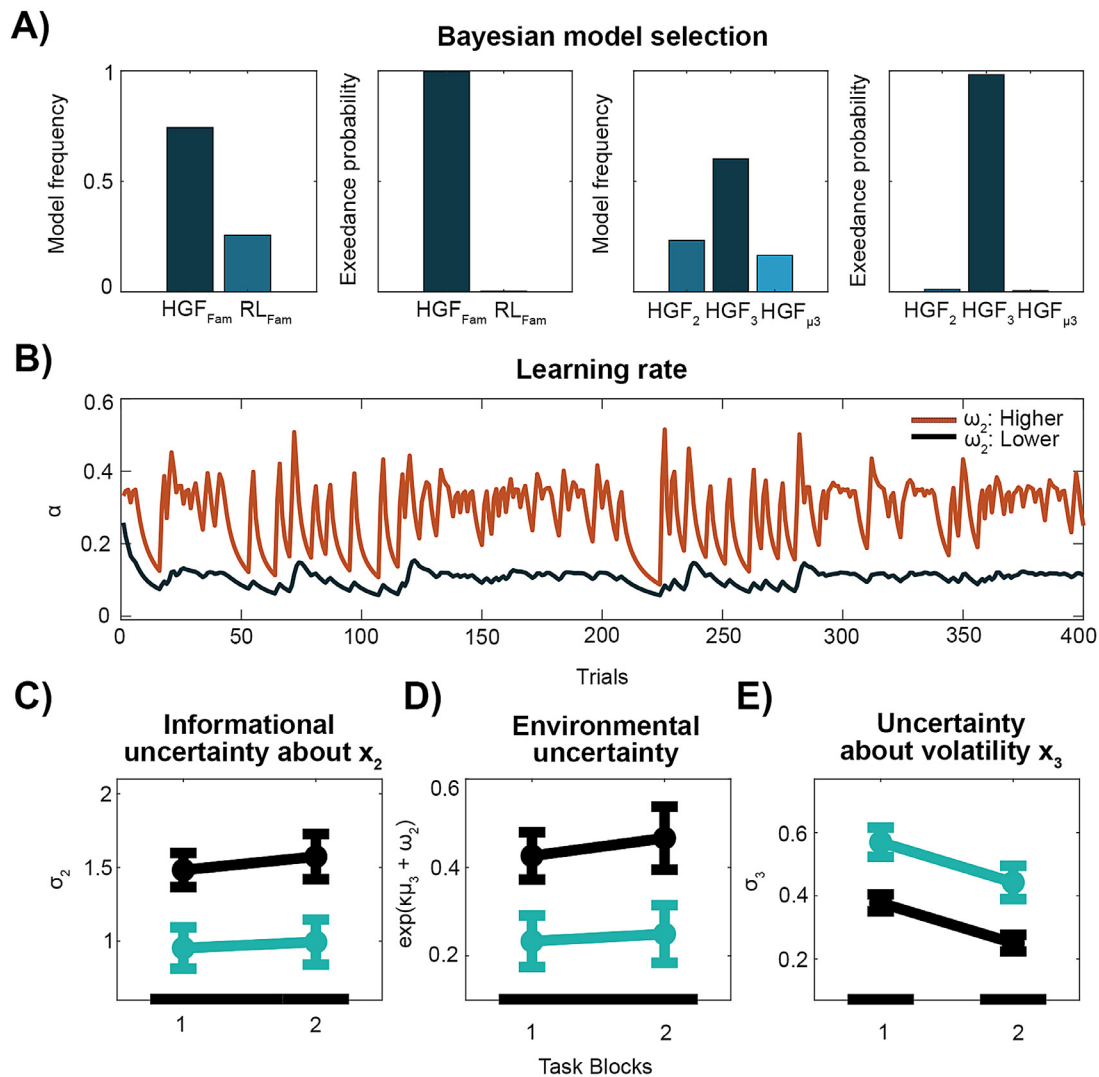 A)
Bayesian model selection
Model frequency
1
0.5
0
HGF_Fam RL_Fam
Exeedance probability
HGF_Fam RL_Fam
Model frequency
HGF_2 HGF_3 HGF_μ3
Exeedance probability
HGF_2 HGF_3 HGF_μ3
B)
Learning rate
α
0.6
0.4
0.2
0
ω_2: Higher
ω_2: Lower
0 50 100 150 200 250 300 350 400
Trials
C)
Informational
uncertainty about x_2
σ_2
2
1.5
1
1 2
D)
Environmental
uncertainty
exp(κμ_3 + ω_2)
0.6
0.4
0.2
1 2
E)
Uncertainty
about volatility x_3
σ_3
0.6
0.4
0.2
1 2
Task Blocks